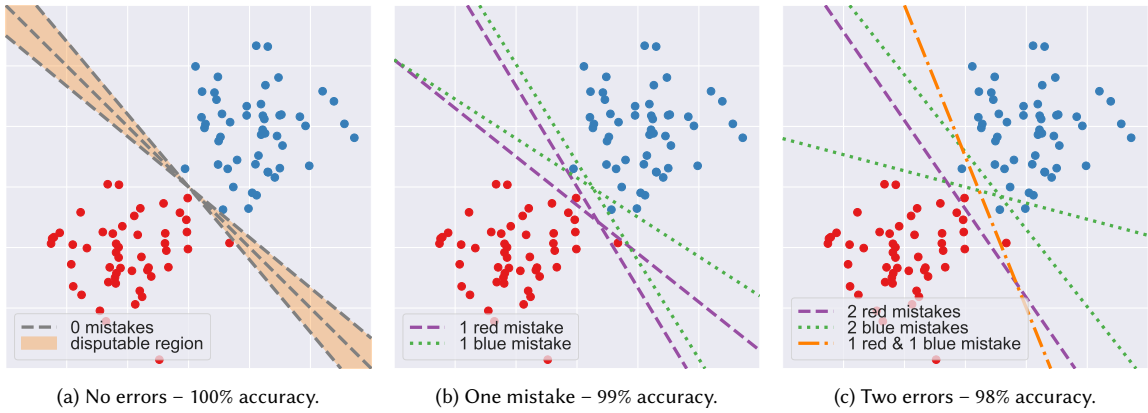 0 mistakes
disputable region
1 red mistake
1 blue mistake
2 red mistakes
2 blue mistakes
1 red & 1 blue mistake
(a) No errors – 100% accuracy.
(b) One mistake – 99% accuracy.
(c) Two errors – 98% accuracy.